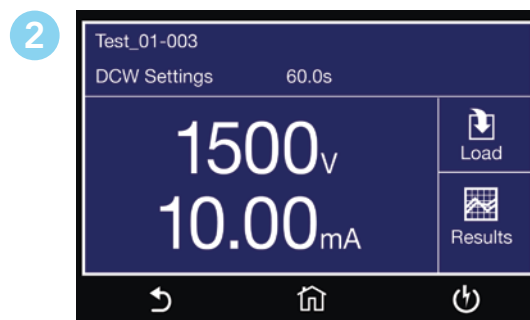 2
Test_01-003
DCW Settings 60.0s
1500V
10.00mA
Load
Results